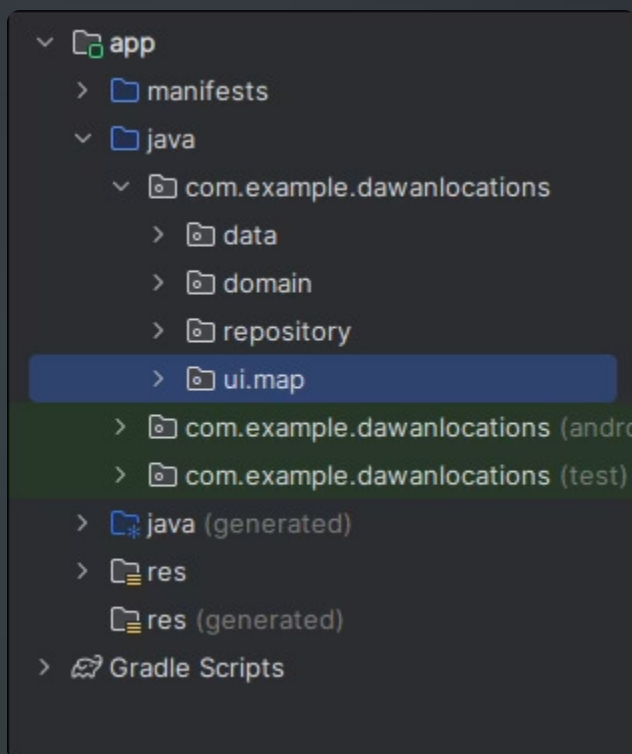 app
manifests
java
com.example.dawanlocations
data
domain
repository
ui.map
com.example.dawanlocations (andro
com.example.dawanlocations (test)
java (generated)
res
res (generated)
Gradle Scripts